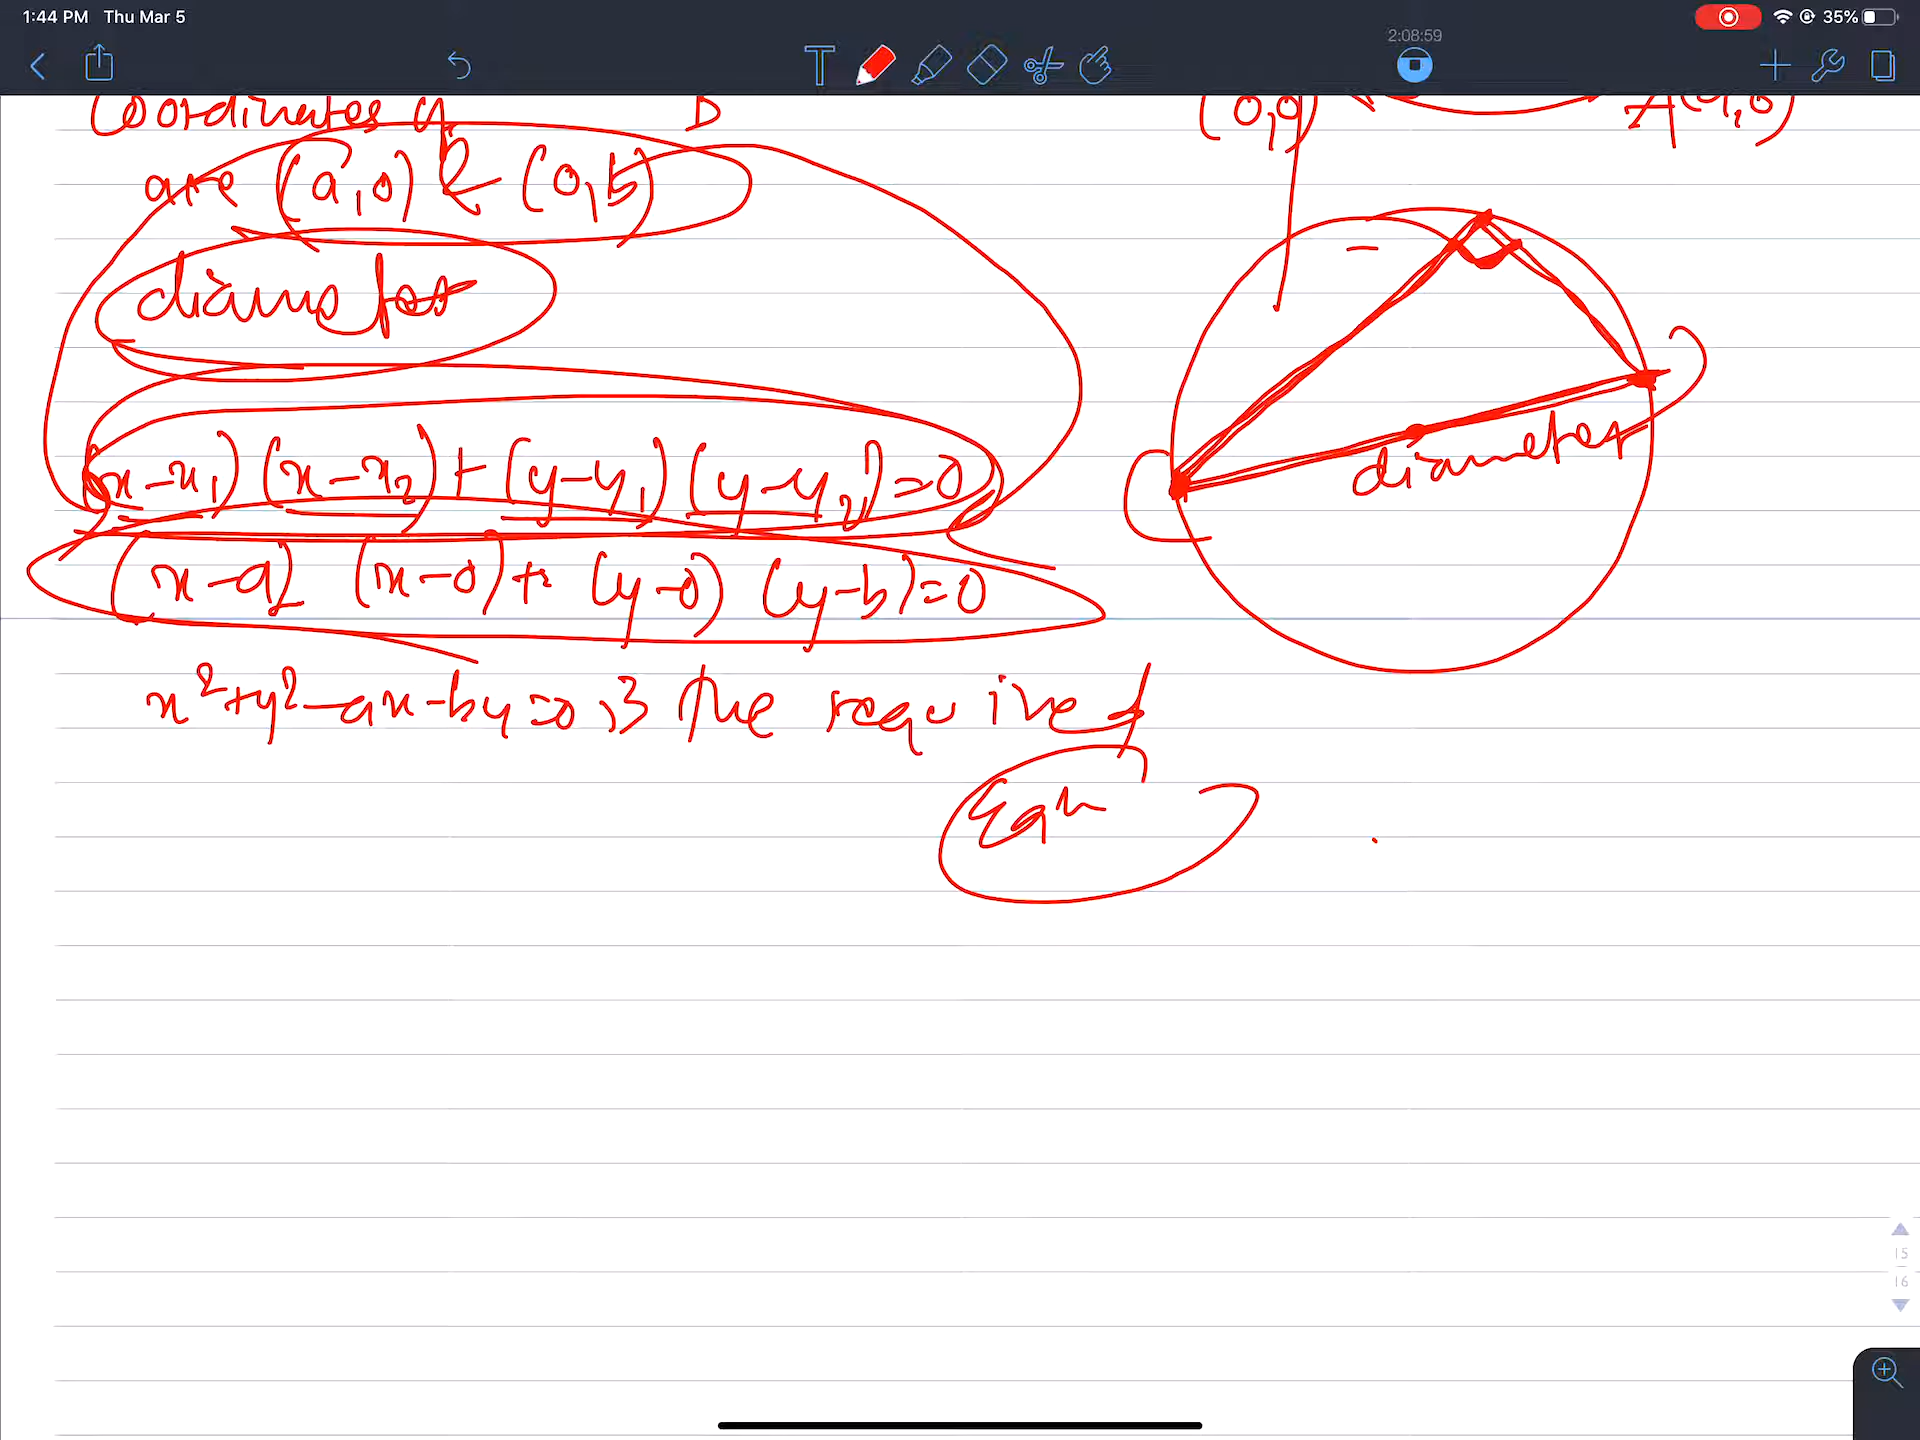 1:44 PM Thu Mar 5
35%
2:08:59
T
Coordinates of
(0,0)
are (a,0) & (0,b)
diameter
diameter
(x-x₁)(x-x₂)+(y-y₁)(y-y₂)=0
(x-a)(x-0)+(y-0)(y-b)=0
x²+y²-ax-by=0 is the required
Eqⁿ
15
16